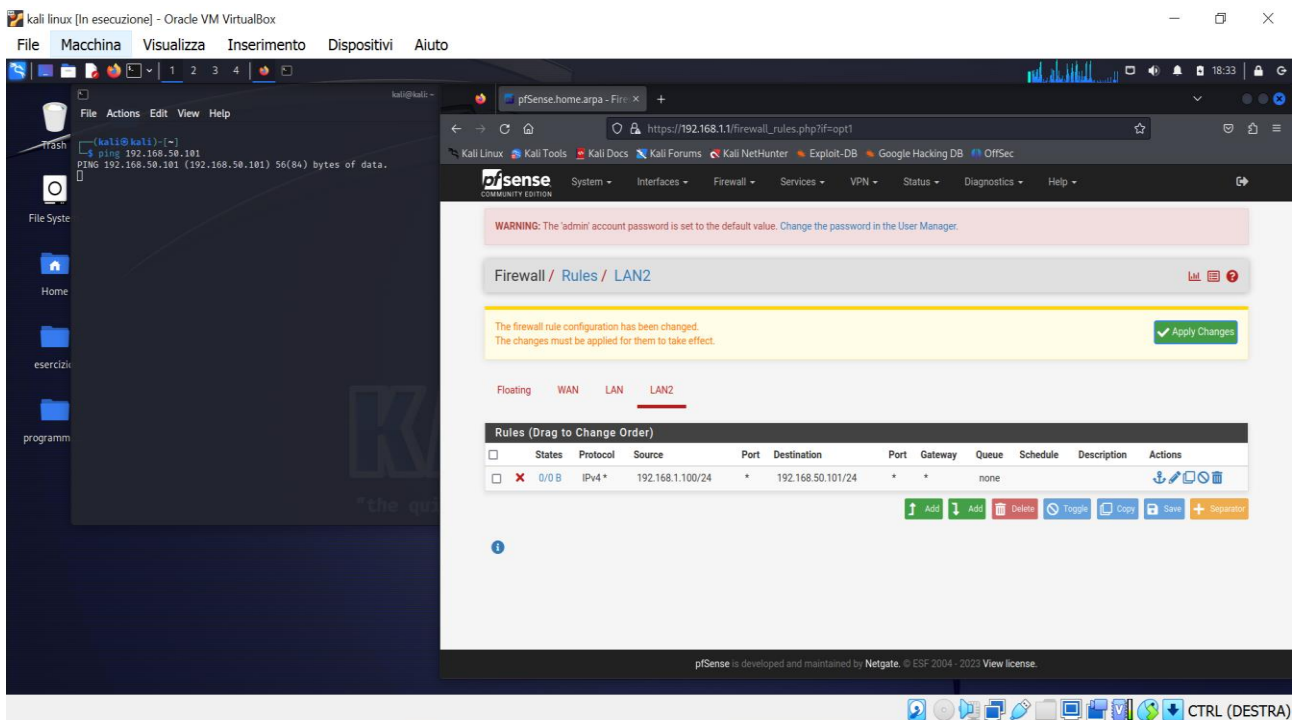 kali linux [In esecuzione] - Oracle VM VirtualBox
File Macchina Visualizza Inserimento Dispositivi Aiuto
1 2 3 4
18:33
kali@kali: ~
File Actions Edit View Help
(kali㉿kali)-[~]
$ ping 192.168.50.101
PING 192.168.50.101 (192.168.50.101) 56(84) bytes of data.
Trash
File Syste
Home
esercizi
programm
"the qui
pfSense.home.arpa - Fire
https://192.168.1.1/firewall_rules.php?if=opt1
Kali Linux Kali Tools Kali Docs Kali Forums Kali NetHunter Exploit-DB Google Hacking DB OffSec
pfsense COMMUNITY EDITION
System Interfaces Firewall Services VPN Status Diagnostics Help
WARNING: The 'admin' account password is set to the default value. Change the password in the User Manager.
Firewall / Rules / LAN2
The firewall rule configuration has been changed.
The changes must be applied for them to take effect.
Apply Changes
Floating WAN LAN LAN2
Rules (Drag to Change Order)
States Protocol Source Port Destination Port Gateway Queue Schedule Description Actions
0/0 B IPv4 * 192.168.1.100/24 * 192.168.50.101/24 * * none
Add Add Delete Toggle Copy Save Separator
pfSense is developed and maintained by Netgate. © ESF 2004 - 2023 View license.
CTRL (DESTRA)